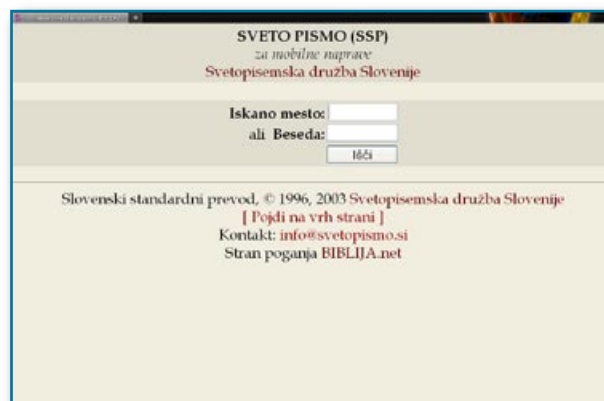 SVETO PISMO (SSP)
za mobilne naprave
Svetopisemska družba Slovenije
Iskano mesto:
ali Beseda:
Išči
Slovenski standardni prevod, © 1996, 2003 Svetopisemska družba Slovenije
[ Pojdi na vrh strani ]
Kontakt: info@svetopismo.si
Stran poganja BIBLIJA.net